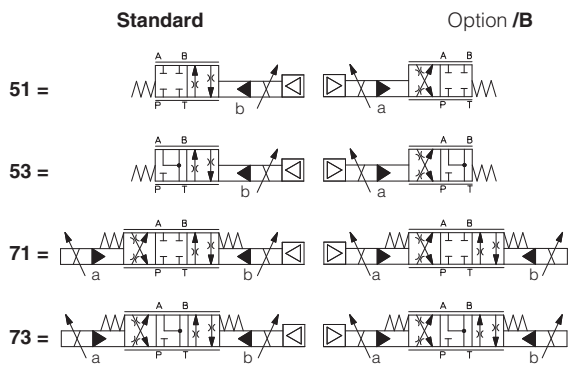 Standard Option /B
A B A B
51 =
b a
P T P T
A B A B
53 =
b a
P T P T
A B A B
71 =
a b a b
P T P T
A B A B
73 =
a b a b
P T P T